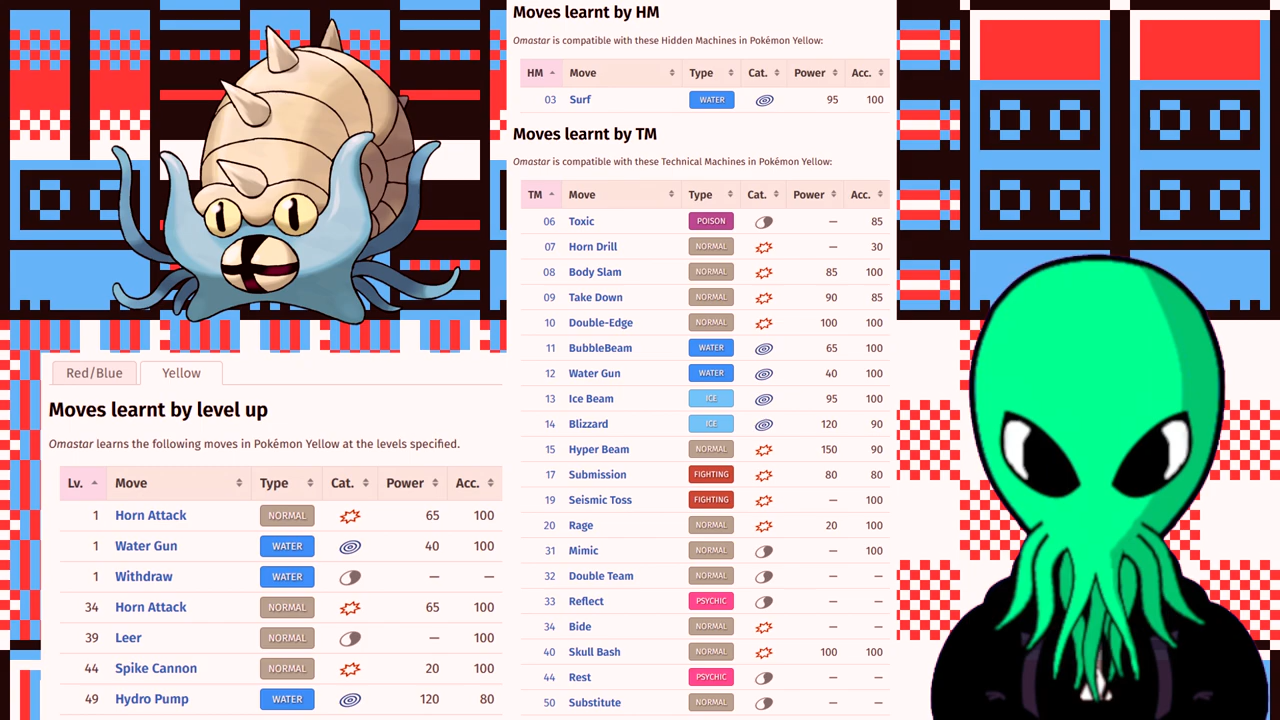 Red/Blue Yellow
Moves learnt by level up
Omastar learns the following moves in Pokémon Yellow at the levels specified.
Lv. Move Type Cat. Power Acc.
1 Horn Attack NORMAL 65 100
1 Water Gun WATER 40 100
1 Withdraw WATER — —
34 Horn Attack NORMAL 65 100
39 Leer NORMAL — 100
44 Spike Cannon NORMAL 20 100
49 Hydro Pump WATER 120 80
Moves learnt by HM
Omastar is compatible with these Hidden Machines in Pokémon Yellow:
HM Move Type Cat. Power Acc.
03 Surf WATER 95 100
Moves learnt by TM
Omastar is compatible with these Technical Machines in Pokémon Yellow:
TM Move Type Cat. Power Acc.
06 Toxic POISON — 85
07 Horn Drill NORMAL — 30
08 Body Slam NORMAL 85 100
09 Take Down NORMAL 90 85
10 Double-Edge NORMAL 100 100
11 BubbleBeam WATER 65 100
12 Water Gun WATER 40 100
13 Ice Beam ICE 95 100
14 Blizzard ICE 120 90
15 Hyper Beam NORMAL 150 90
17 Submission FIGHTING 80 80
19 Seismic Toss FIGHTING — 100
20 Rage NORMAL 20 100
31 Mimic NORMAL — 100
32 Double Team NORMAL — —
33 Reflect PSYCHIC — —
34 Bide NORMAL — —
40 Skull Bash NORMAL 100 100
44 Rest PSYCHIC — —
50 Substitute NORMAL — —